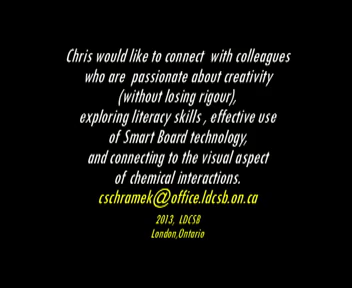 Chris would like to connect with colleagues
who are passionate about creativity
(without losing rigour),
exploring literacy skills , effective use
of Smart Board technology,
and connecting to the visual aspect
of chemical interactions.
cschramek@office.ldcsb.on.ca
2013, LDCSB
London,Ontario